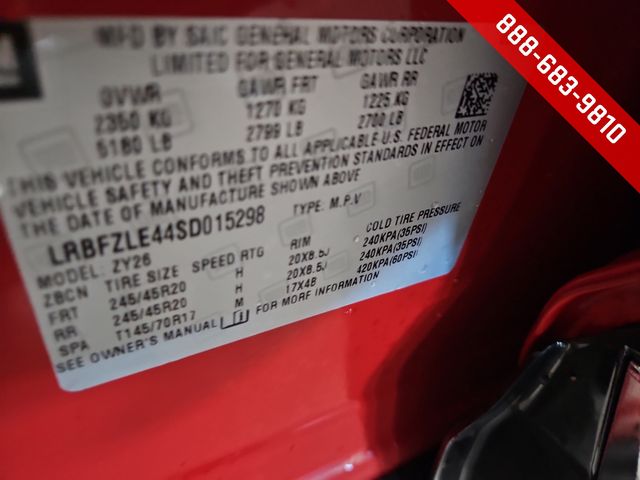 888-683-9810
MFD BY SAIC GENERAL MOTORS CORPORATION
LIMITED FOR GENERAL MOTORS LLC
GVWR GAWR FRT GAWR RR
2350 KG 1270 KG 1225 KG
5180 LB 2799 LB 2700 LB
THIS VEHICLE CONFORMS TO ALL APPLICABLE U.S. FEDERAL MOTOR
VEHICLE SAFETY AND THEFT PREVENTION STANDARDS IN EFFECT ON
THE DATE OF MANUFACTURE SHOWN ABOVE
LRBFZLE44SD015298 TYPE: M.P.V
MODEL: ZY26
ZBCN TIRE SIZE SPEED RTG RIM COLD TIRE PRESSURE
FRT 245/45R20 H 20X8.5J 240KPA(35PSI)
RR 245/45R20 H 20X8.5J 240KPA(35PSI)
SPA T145/70R17 M 17X4B 420KPA(60PSI)
SEE OWNER'S MANUAL FOR MORE INFORMATION